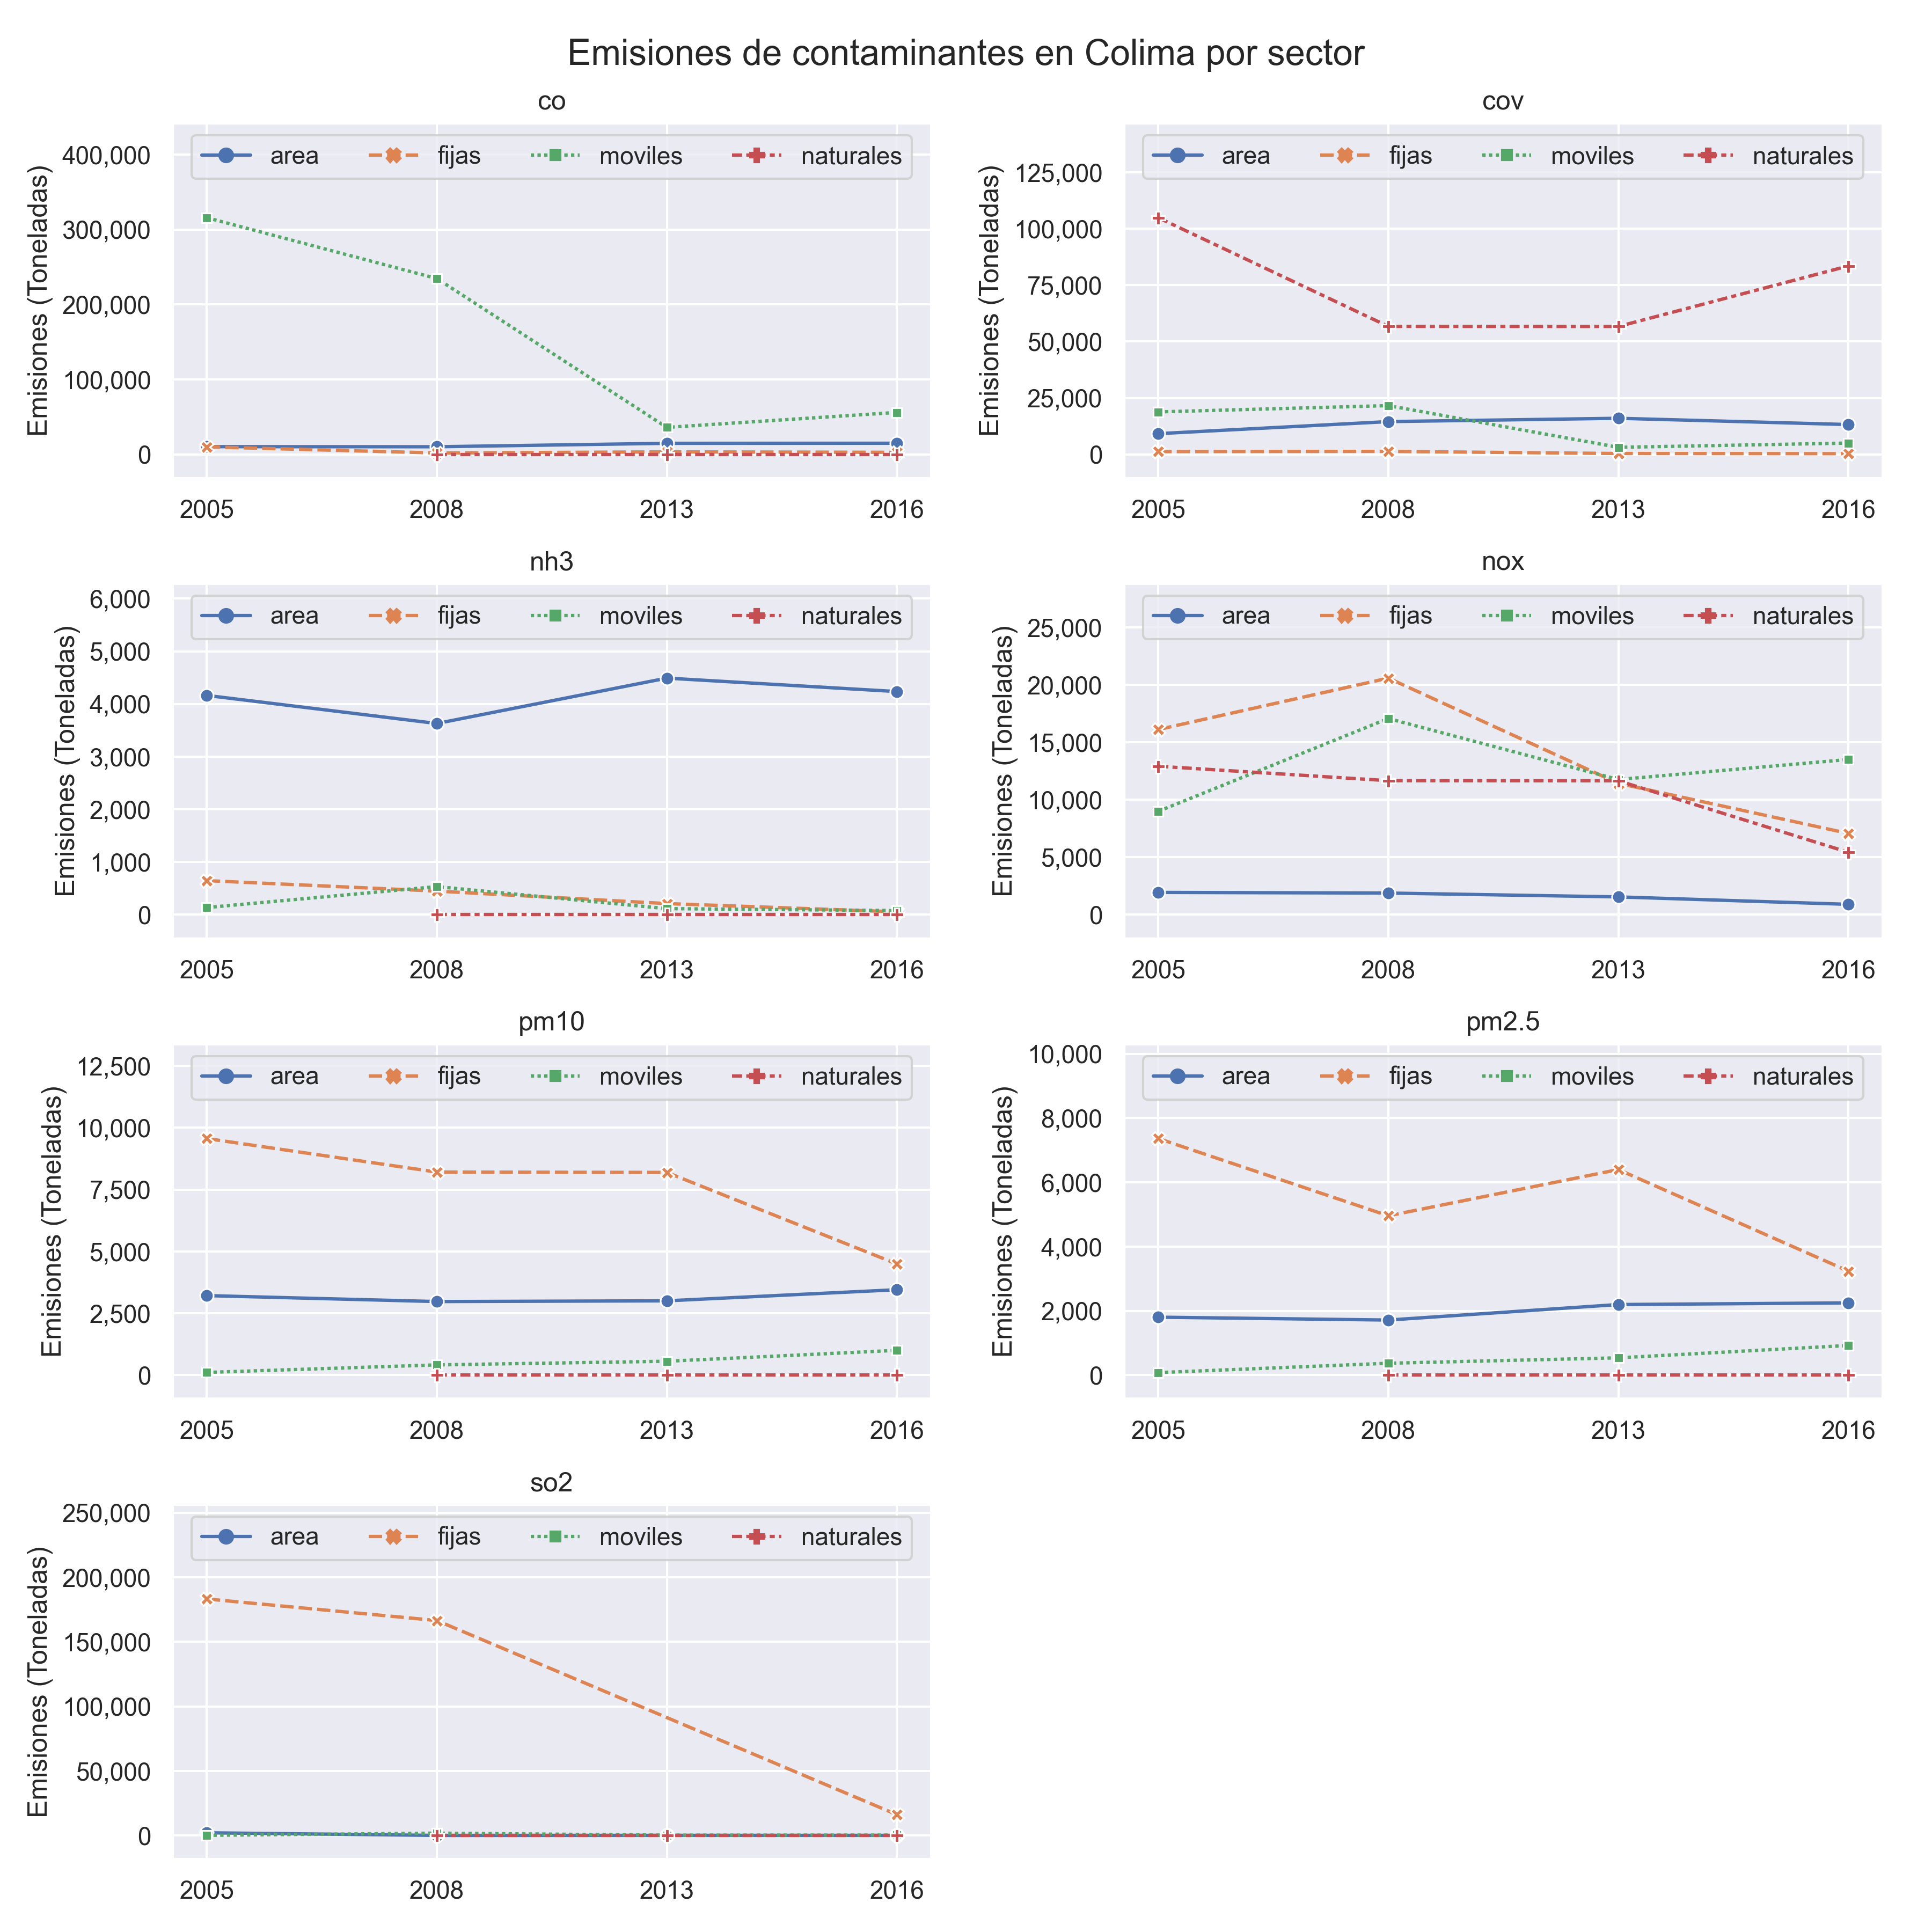 Emisiones de contaminantes en Colima por sector
co
area fijas moviles naturales
Emisiones (Toneladas)
400,000
300,000
200,000
100,000
0
2005 2008 2013 2016
cov
area fijas moviles naturales
Emisiones (Toneladas)
125,000
100,000
75,000
50,000
25,000
0
2005 2008 2013 2016
nh3
area fijas moviles naturales
Emisiones (Toneladas)
6,000
5,000
4,000
3,000
2,000
1,000
0
2005 2008 2013 2016
nox
area fijas moviles naturales
Emisiones (Toneladas)
25,000
20,000
15,000
10,000
5,000
0
2005 2008 2013 2016
pm10
area fijas moviles naturales
Emisiones (Toneladas)
12,500
10,000
7,500
5,000
2,500
0
2005 2008 2013 2016
pm2.5
area fijas moviles naturales
Emisiones (Toneladas)
10,000
8,000
6,000
4,000
2,000
0
2005 2008 2013 2016
so2
area fijas moviles naturales
Emisiones (Toneladas)
250,000
200,000
150,000
100,000
50,000
0
2005 2008 2013 2016